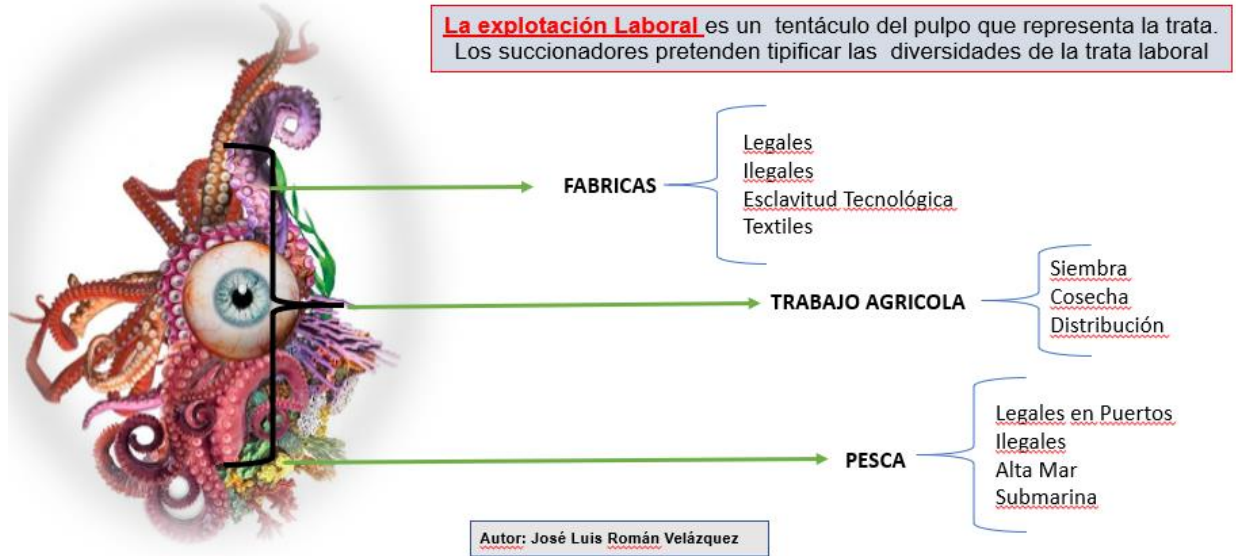 La explotación Laboral es un tentáculo del pulpo que representa la trata.
Los succionadores pretenden tipificar las diversidades de la trata laboral
FABRICAS
Legales
Ilegales
Esclavitud Tecnológica
Textiles
TRABAJO AGRICOLA
Siembra
Cosecha
Distribución
PESCA
Legales en Puertos
Ilegales
Alta Mar
Submarina
Autor: José Luis Román Velázquez